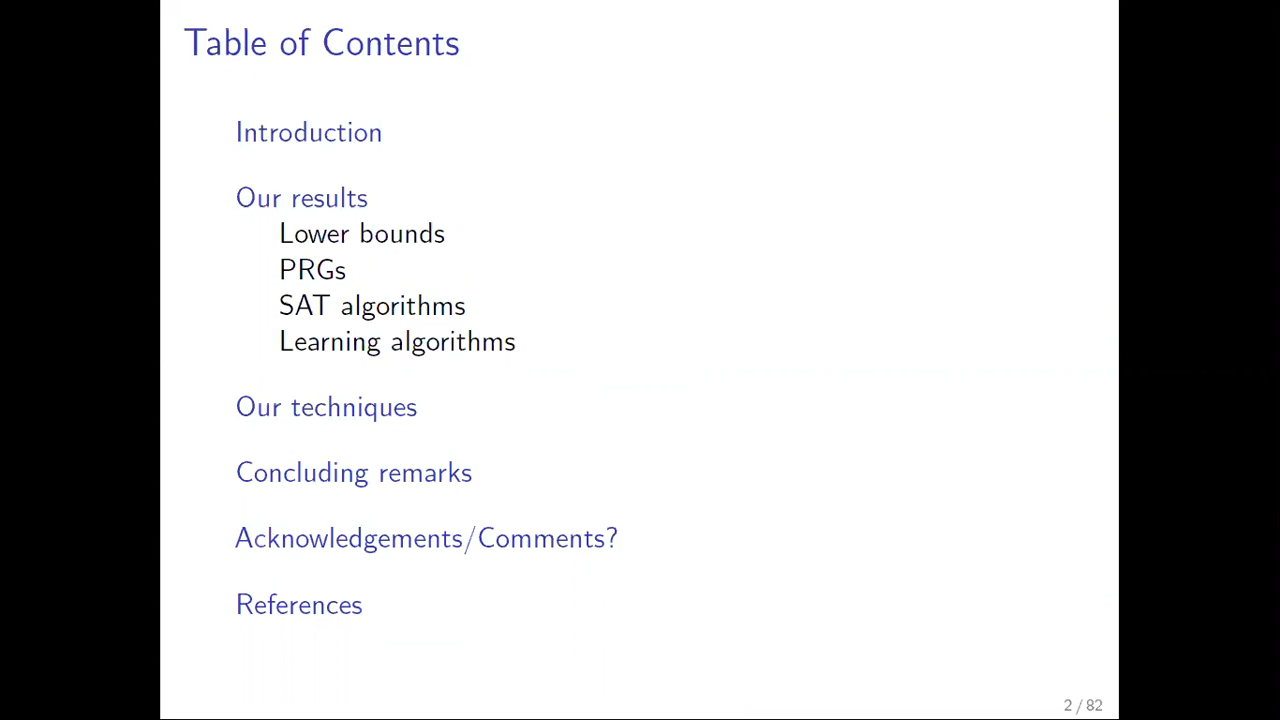 Table of Contents
Introduction
Our results
Lower bounds
PRGs
SAT algorithms
Learning algorithms
Our techniques
Concluding remarks
Acknowledgements/Comments?
References
2 / 82